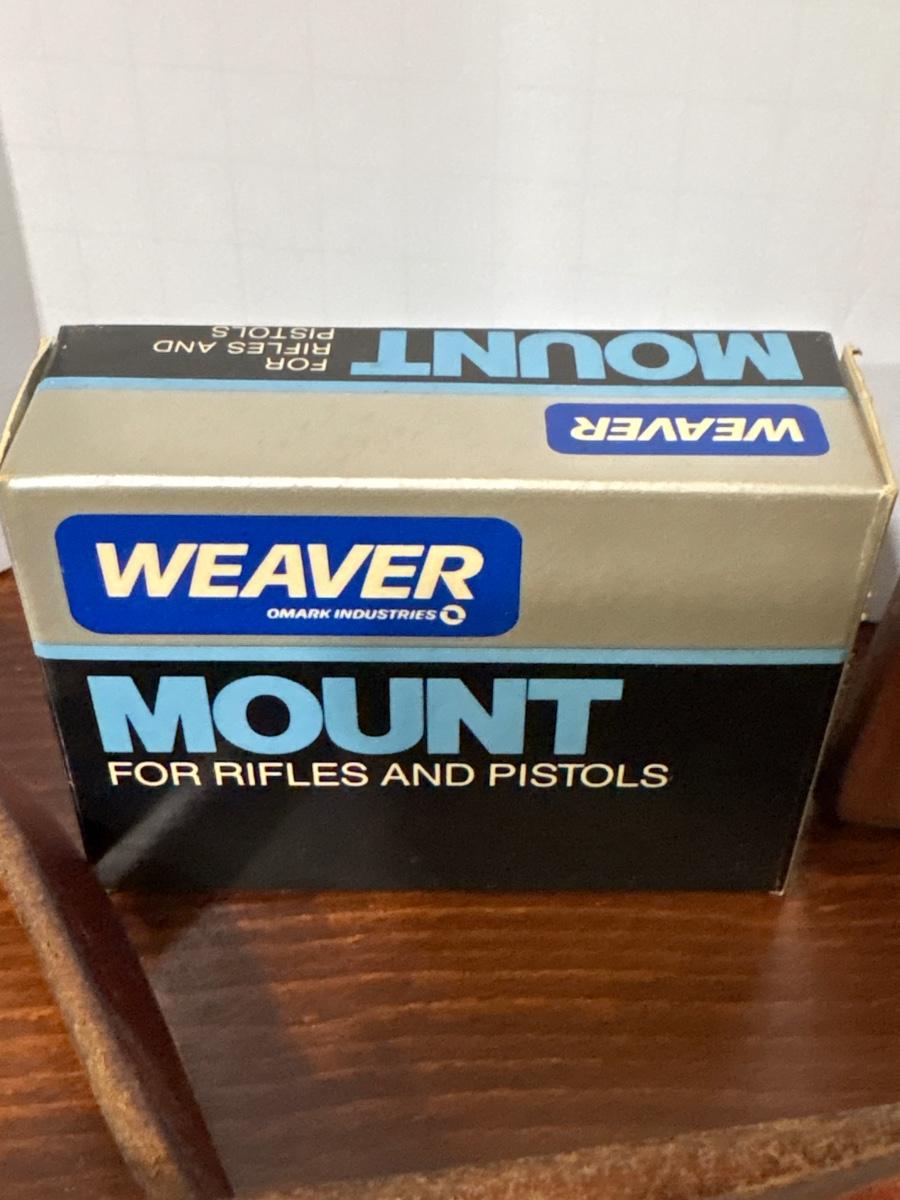 MOUNT
FOR
RIFLES AND
PISTOLS
WEAVER
WEAVER
OMARK INDUSTRIES
MOUNT
FOR RIFLES AND PISTOLS